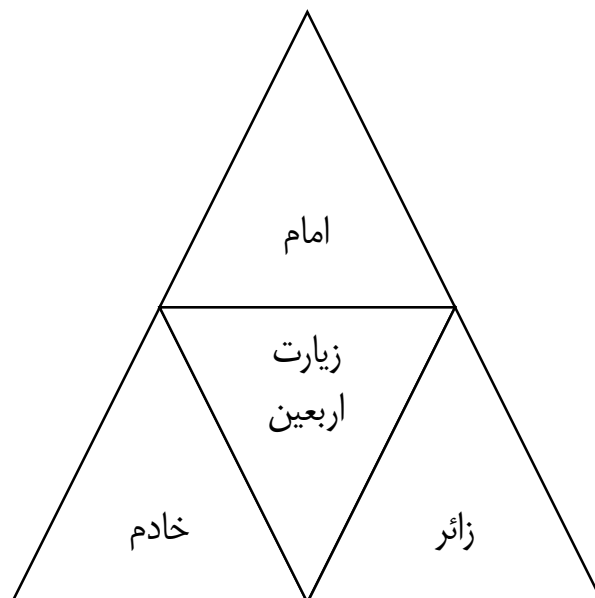 امام
زیارت
اربعین
زائر
خادم